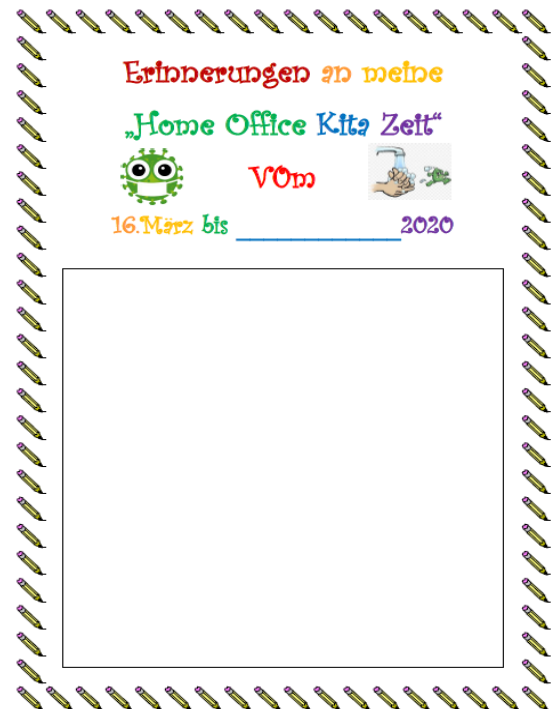 Erinnerungen an meine
„Home Office Kita Zeit“
VOm
16.März bis ______________2020